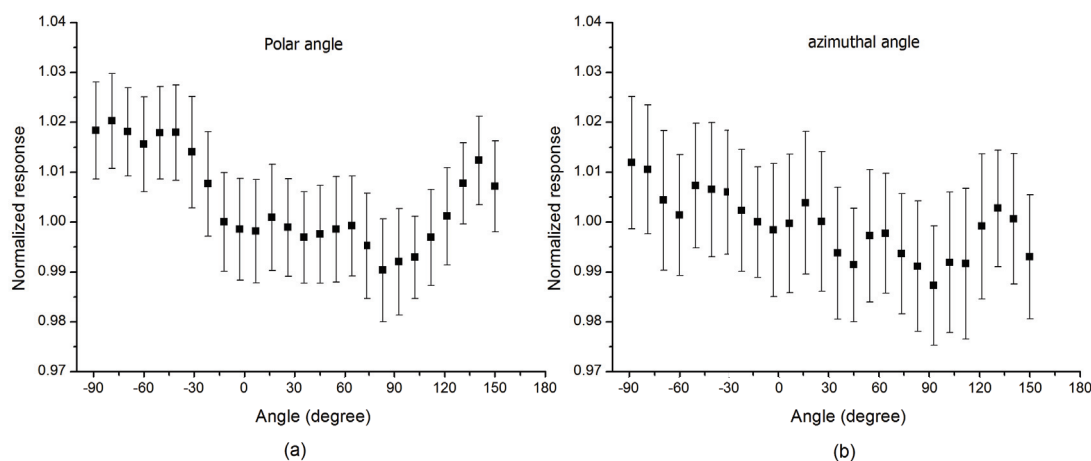 Polar angle
Normalized response
1.04
1.03
1.02
1.01
1.00
0.99
0.98
0.97
-90 -60 -30 0 30 60 90 120 150 180
Angle (degree)
(a)
azimuthal angle
Normalized response
1.04
1.03
1.02
1.01
1.00
0.99
0.98
0.97
-90 -60 -30 0 30 60 90 120 150 180
Angle (degree)
(b)